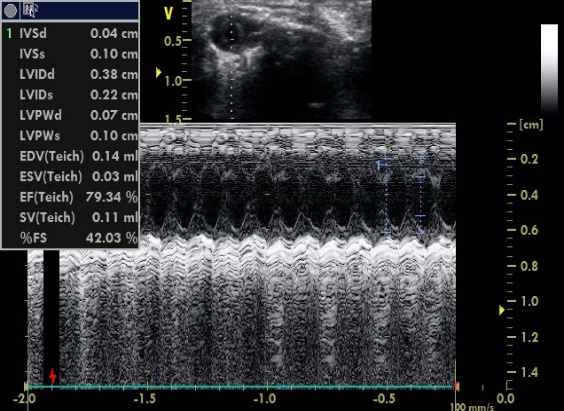 1 IVSd 0.04 cm
IVSs 0.10 cm
LVIDd 0.38 cm
LVIDs 0.22 cm
LVPWd 0.07 cm
LVPWs 0.10 cm
EDV(Teich) 0.14 ml
ESV(Teich) 0.03 ml
EF(Teich) 79.34 %
SV(Teich) 0.11 ml
%FS 42.03 %
V
0.5
1.0
1.5
1
[cm]
0.2
0.4
0.6
0.8
1.0
1.2
1.4
-2.0 -1.5 -1.0 -0.5 0.0
100 mm/s